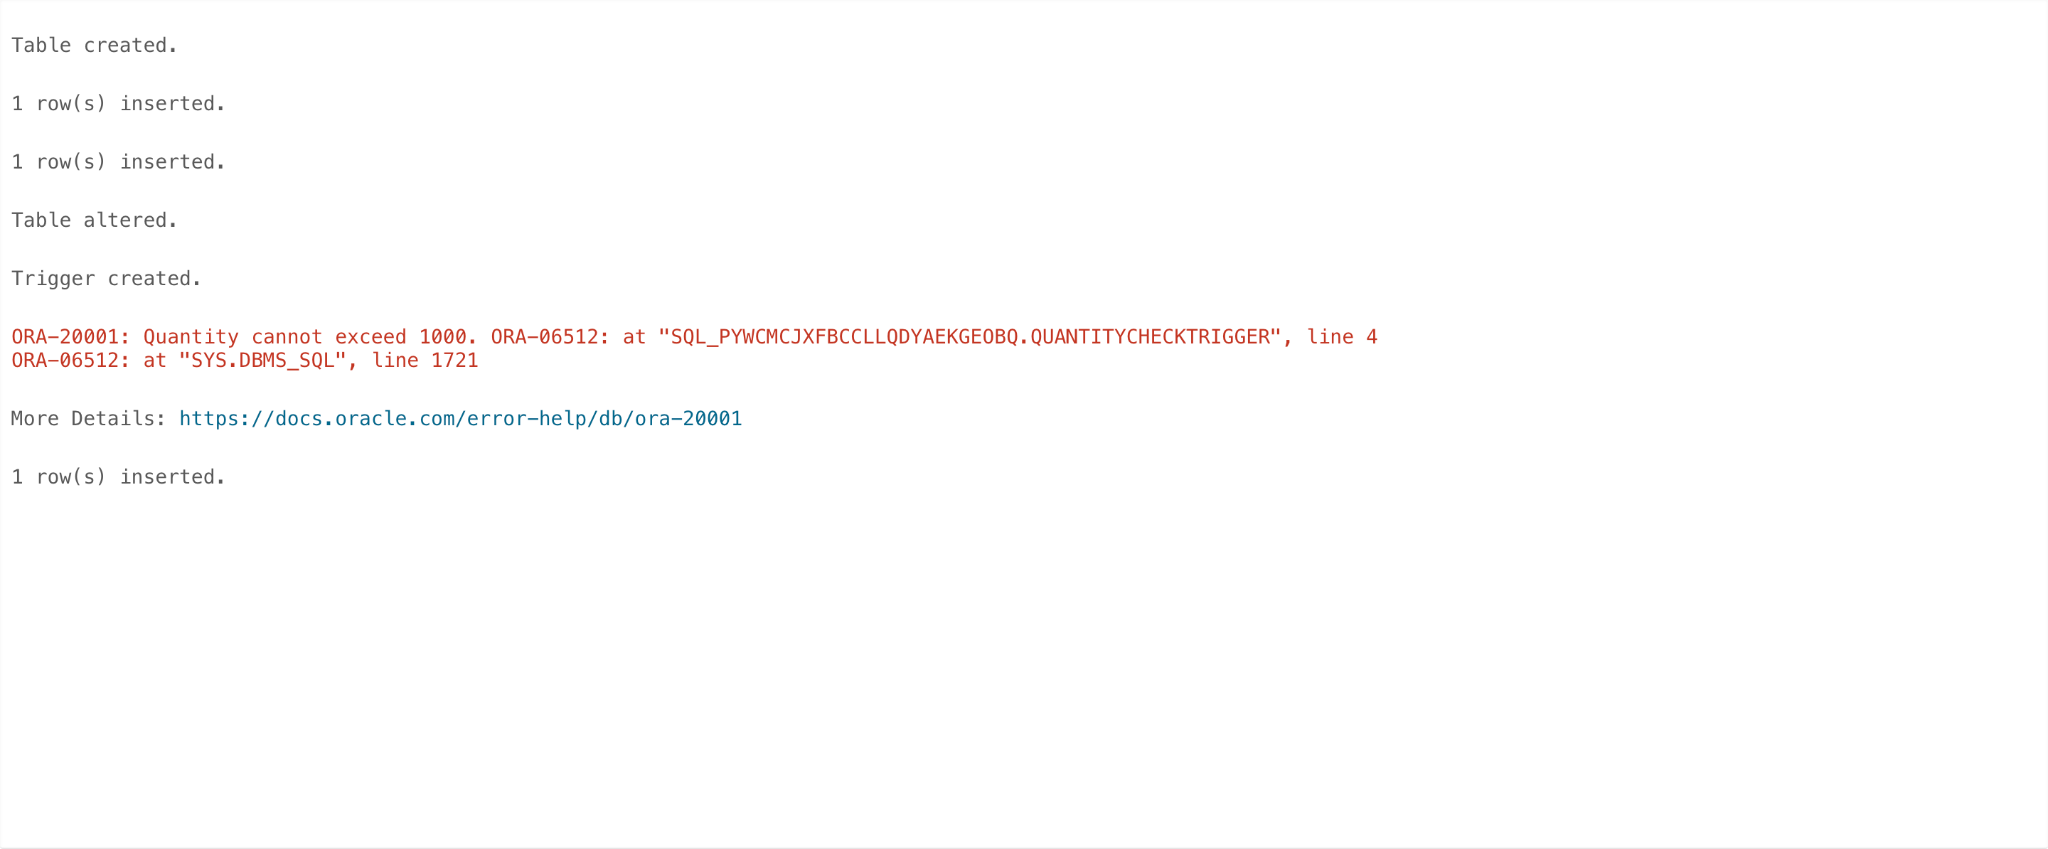 Table created.
1 row(s) inserted.
1 row(s) inserted.
Table altered.
Trigger created.
ORA-20001: Quantity cannot exceed 1000. ORA-06512: at "SQL_PYWCMCJXFBCCLLQDYAEKGEOBQ.QUANTITYCHECKTRIGGER", line 4
ORA-06512: at "SYS.DBMS_SQL", line 1721
More Details: https://docs.oracle.com/error-help/db/ora-20001
1 row(s) inserted.